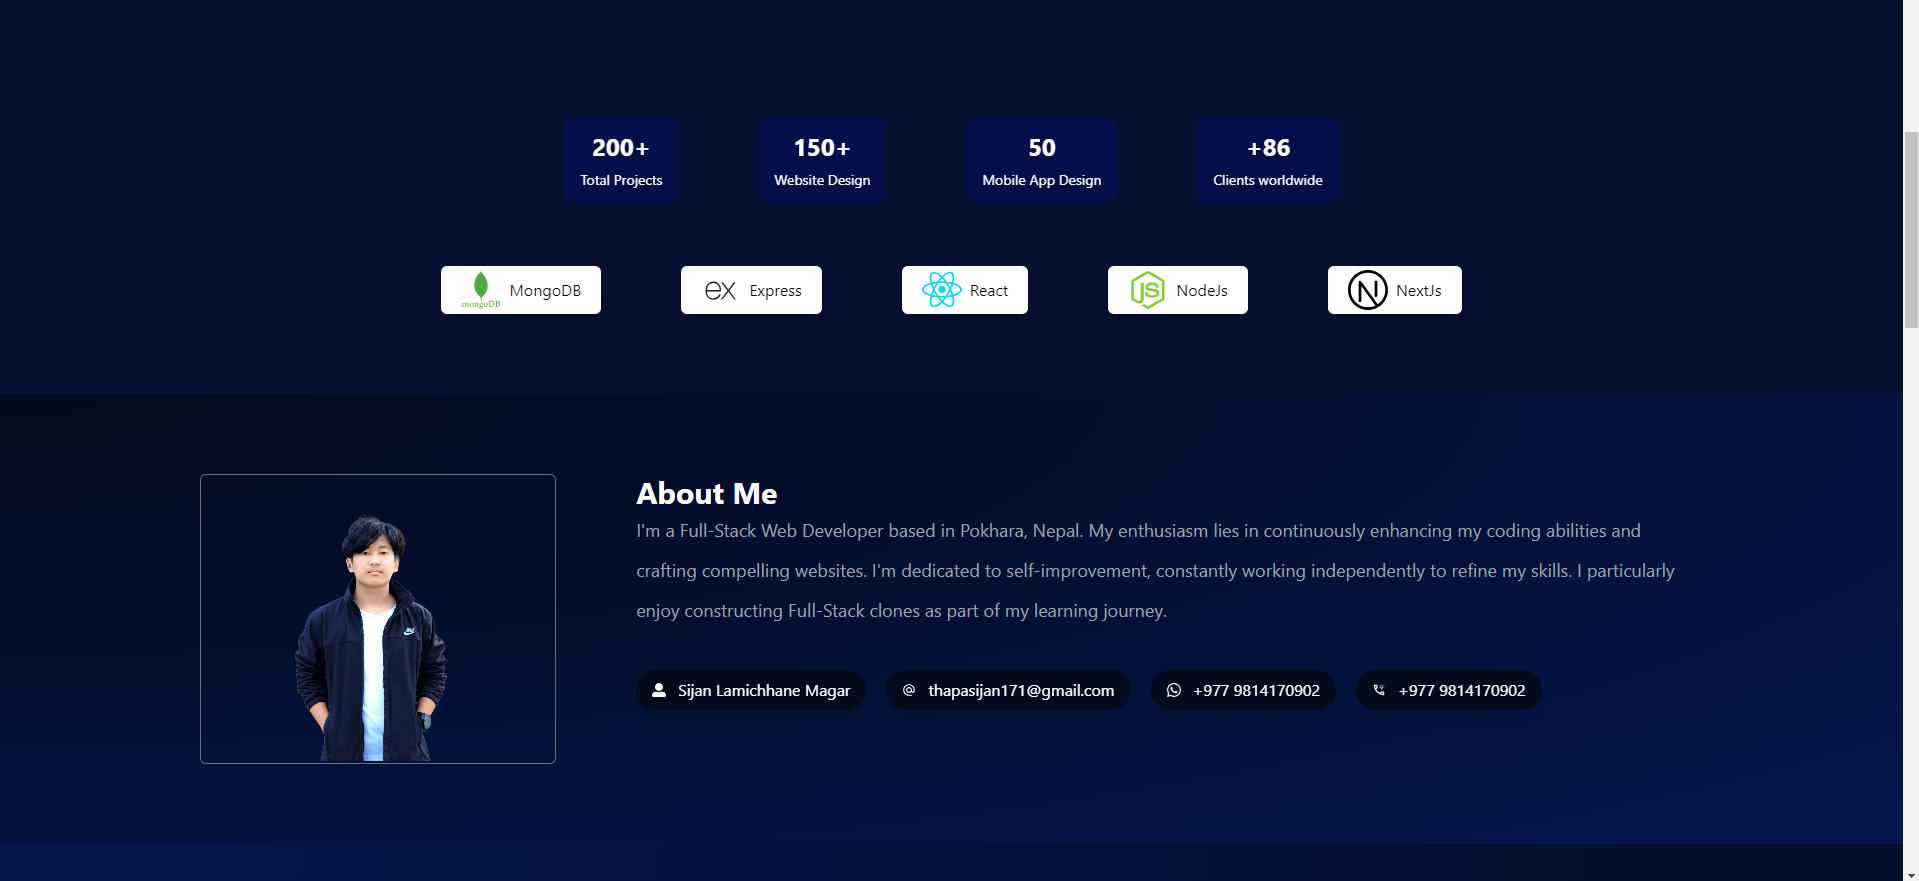 200+
150+
50
+86
Total Projects
Website Design
Mobile App Design
Clients worldwide
mongoDB
MongoDB
ex
Express
React
JS
NodeJs
N
NextJs
About Me
I'm a Full-Stack Web Developer based in Pokhara, Nepal. My enthusiasm lies in continuously enhancing my coding abilities and
crafting compelling websites. I'm dedicated to self-improvement, constantly working independently to refine my skills. I particularly
enjoy constructing Full-Stack clones as part of my learning journey.
Sijan Lamichhane Magar
@
thapasijan171@gmail.com
+977 9814170902
+977 9814170902